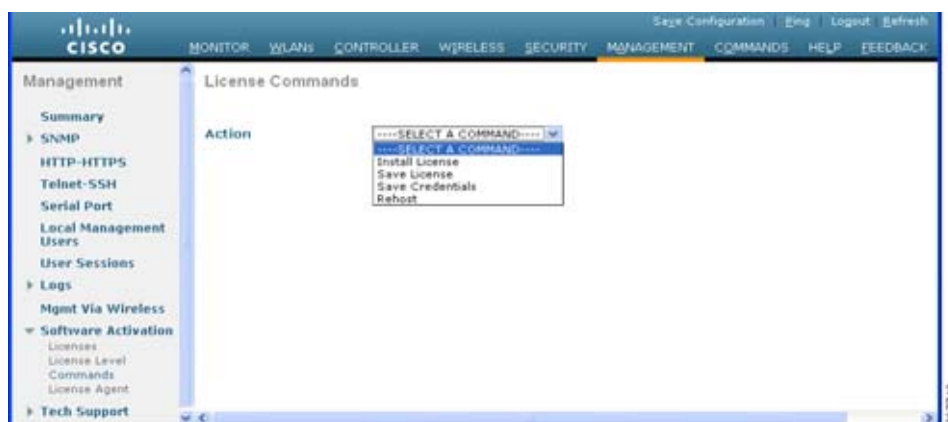 Save Configuration Ping Logout Refresh
CISCO
MONITOR WLANs CONTROLLER WIRELESS SECURITY MANAGEMENT COMMANDS HELP FEEDBACK
Management
Summary
SNMP
HTTP-HTTPS
Telnet-SSH
Serial Port
Local Management
Users
User Sessions
Logs
Mgmt Via Wireless
Software Activation
Licenses
License Level
Commands
License Agent
Tech Support
License Commands
Action
----SELECT A COMMAND----
----SELECT A COMMAND----
Install License
Save License
Save Credentials
Rehost